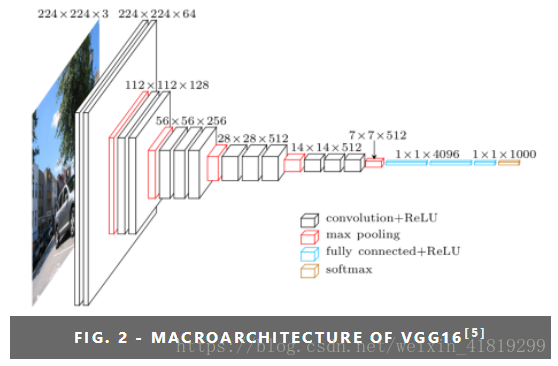 224×224×3 224×224×64
112×112×128
56×56×256
28×28×512
14×14×512
7×7×512
1×1×4096 1×1×1000
convolution+ReLU
max pooling
fully connected+ReLU
softmax
FIG. 2 - MACROARCHITECTURE OF VGG16[5]
https://blog.csdn.net/weixin_41819299